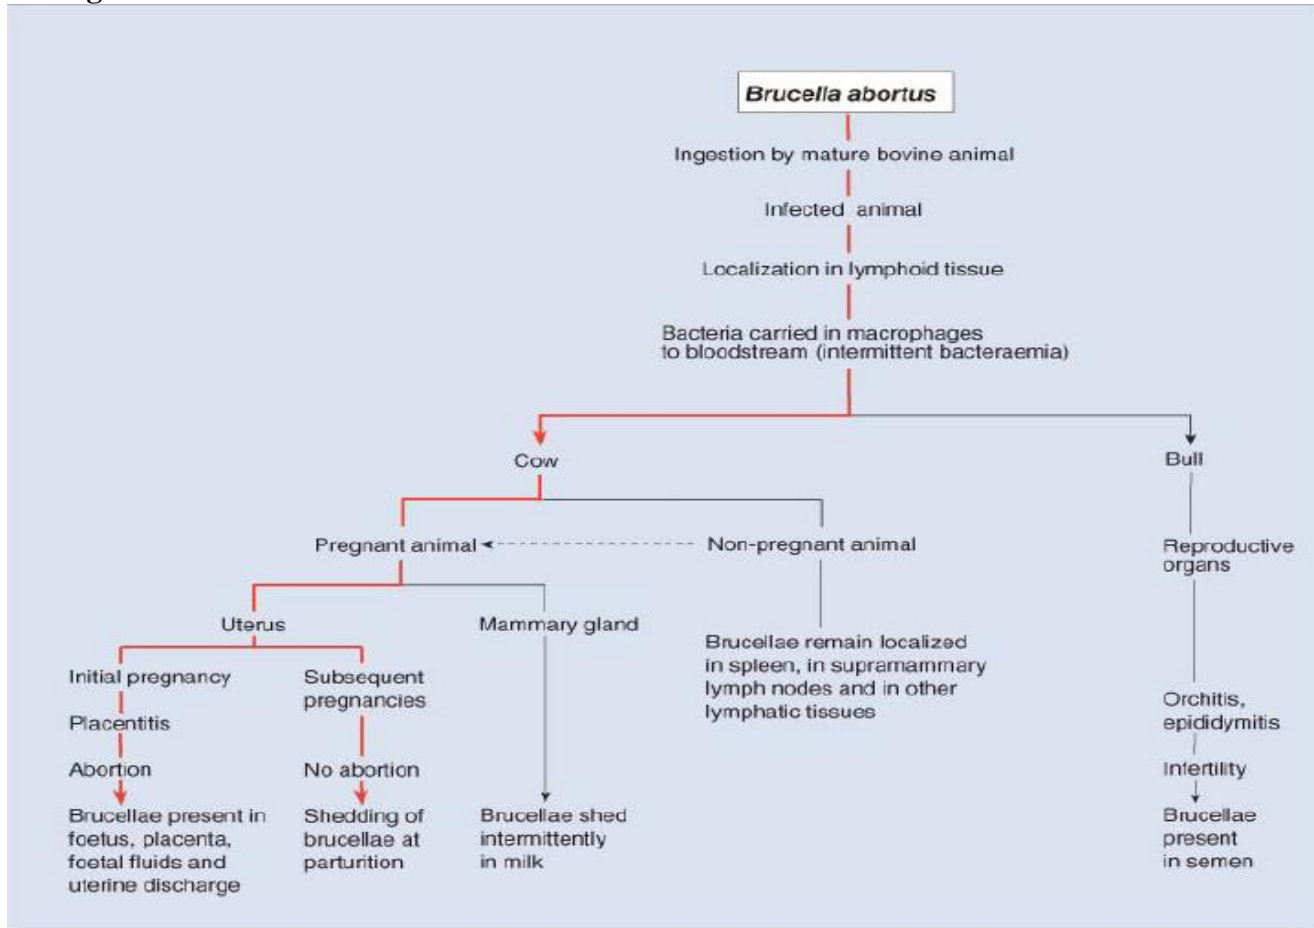 Brucella abortus
Ingestion by mature bovine animal
Infected animal
Localization in lymphoid tissue
Bacteria carried in macrophages
to bloodstream (intermittent bacteraemia)
Cow
Bull
Pregnant animal
Non-pregnant animal
Reproductive
organs
Uterus
Mammary gland
Brucellae remain localized
in spleen, in supramammary
lymph nodes and in other
lymphatic tissues
Initial pregnancy
Placentitis
Abortion
Brucellae present in
foetus, placenta,
foetal fluids and
uterine discharge
Subsequent
pregnancies
No abortion
Shedding of
brucellae at
parturition
Brucellae shed
intermittently
in milk
Orchitis,
epididymitis
Infertility
Brucellae
present
in semen